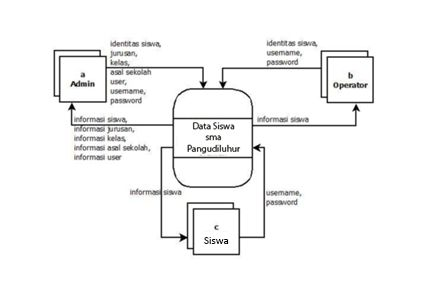 identitas siswa,
jurusan,
kelas,
asal sekolah
user,
username,
password
a
Admin
identitas siswa,
username,
password
b
Operator
informasi siswa,
informasi jurusan,
informasi kelas,
informasi asal sekolah,
informasi user
Data Siswa
sma
Pangudiluhur
informasi siswa
informasi siswa
username,
password
c
Siswa